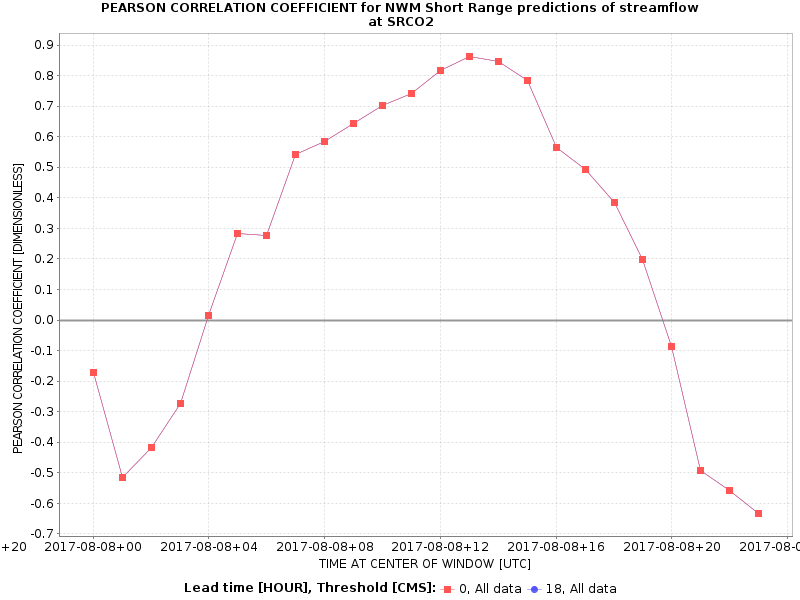 PEARSON CORRELATION COEFFICIENT for NWM Short Range predictions of streamflow
at SRCO2
PEARSON CORRELATION COEFFICIENT [DIMENSIONLESS]
0.9
0.8
0.7
0.6
0.5
0.4
0.3
0.2
0.1
0.0
-0.1
-0.2
-0.3
-0.4
-0.5
-0.6
-0.7
+20 2017-08-08+00 2017-08-08+04 2017-08-08+08 2017-08-08+12 2017-08-08+16 2017-08-08+20 2017-08-0
TIME AT CENTER OF WINDOW [UTC]
Lead time [HOUR], Threshold [CMS]: 0, All data 18, All data